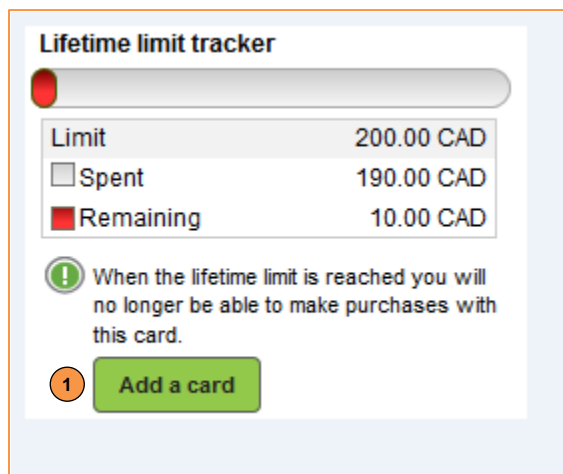 Lifetime limit tracker
Limit 200.00 CAD
Spent 190.00 CAD
Remaining 10.00 CAD
When the lifetime limit is reached you will
no longer be able to make purchases with
this card.
1 Add a card